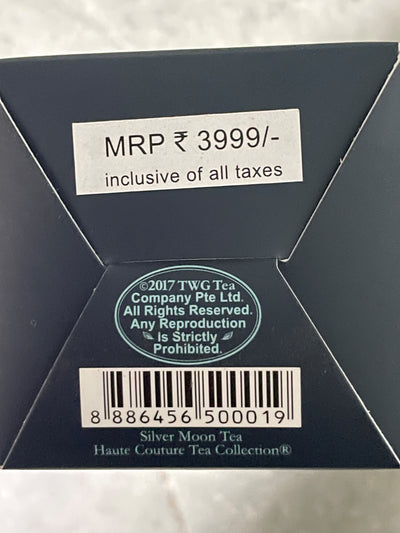 MRP ₹ 3999/-
inclusive of all taxes
©2017 TWG Tea
Company Pte Ltd.
All Rights Reserved.
Any Reproduction
Is Strictly
Prohibited.
8 886456 500019
Silver Moon Tea
Haute Couture Tea Collection®